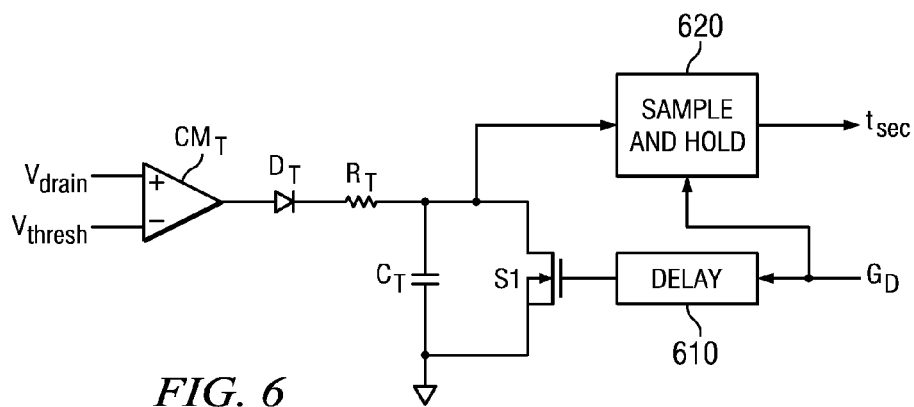 620
SAMPLE
AND HOLD
t_sec
CM_T
V_drain
+
D_T
R_T
V_thresh
−
C_T
S1
DELAY
G_D
610
FIG. 6